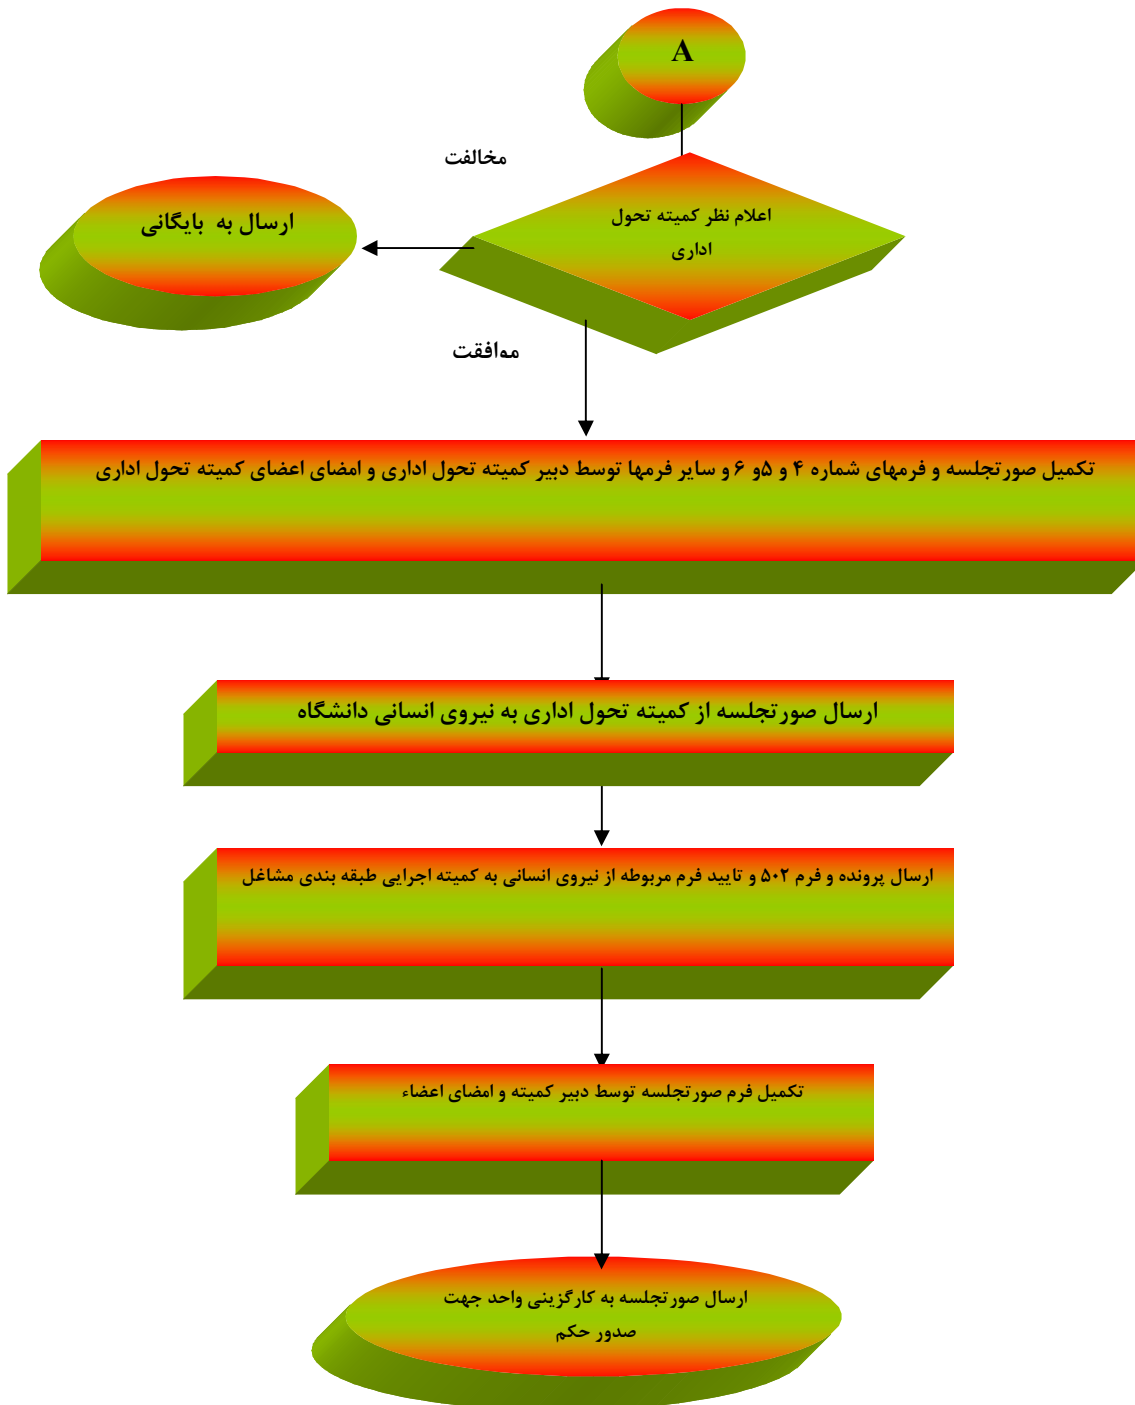 A
مخالفت
اعلام نظر کمیته تحول
اداری
ارسال به بایگانی
موافقت
تکمیل صورتجلسه و فرمهای شماره ۴ و ۵و ۶ و سایر فرمها توسط دبیر کمیته تحول اداری و امضای اعضای کمیته تحول اداری
ارسال صورتجلسه از کمیته تحول اداری به نیروی انسانی دانشگاه
ارسال پرونده و فرم ۵۰۲ و تایید فرم مربوطه از نیروی انسانی به کمیته اجرایی طبقه بندی مشاغل
تکمیل فرم صورتجلسه توسط دبیر کمیته و امضای اعضاء
ارسال صورتجلسه به کارگزینی واحد جهت
صدور حکم